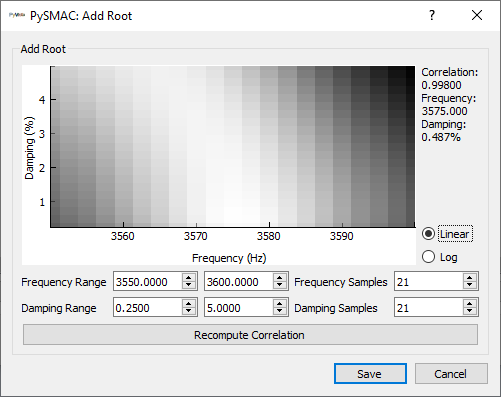 PySMAC: Add Root
Add Root
Correlation:
0.99800
Frequency:
3575.000
Damping:
0.487%
4
3
2
1
Damping (%)
3560 3570 3580 3590
Frequency (Hz)
Linear
Log
Frequency Range 3550.0000 3600.0000 Frequency Samples 21
Damping Range 0.2500 5.0000 Damping Samples 21
Recompute Correlation
Save Cancel